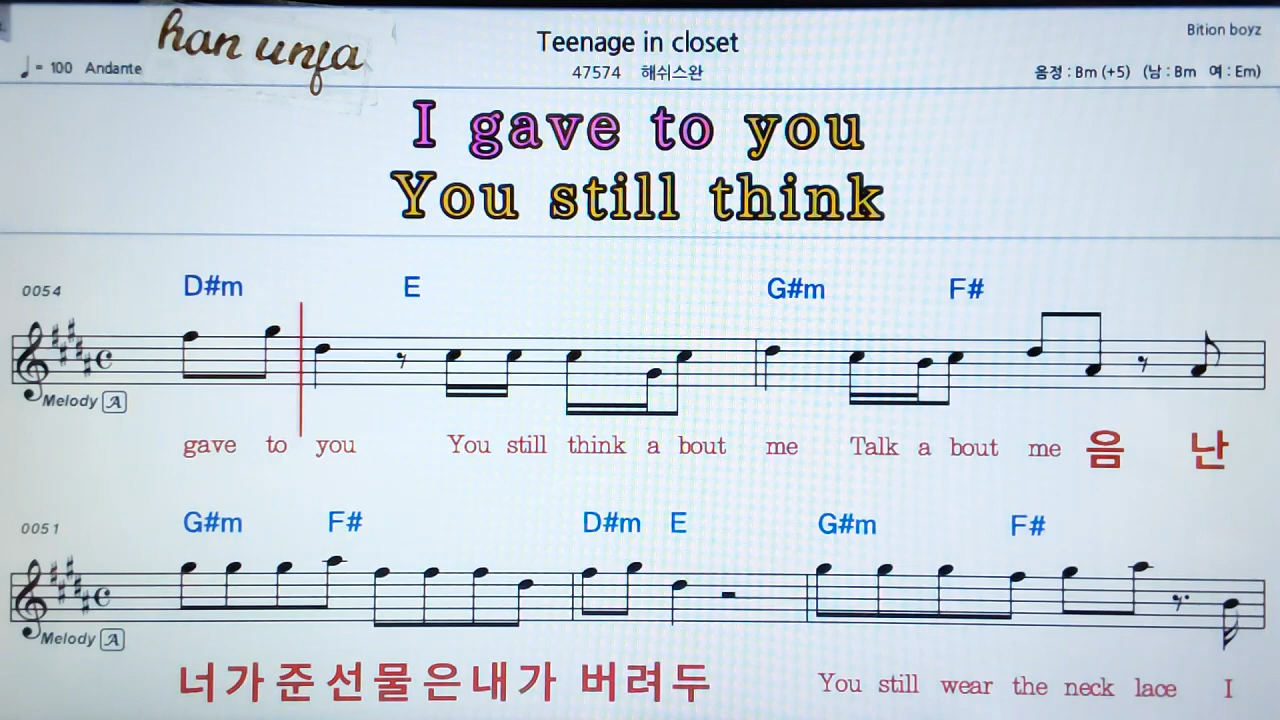 han unfa
Teenage in closet
Bition boyz
♩= 100 Andante
47574 해쉬스완
음정 : Bm (+5) (남 : Bm 여 : Em)
I gave to you
You still think
0054
D#m E G#m F#
Melody A
gave to you You still think a bout me Talk a bout me 음 난
0051
G#m F# D#m E G#m F#
Melody A
너가준선물은내가 버려두 You still wear the neck lace I